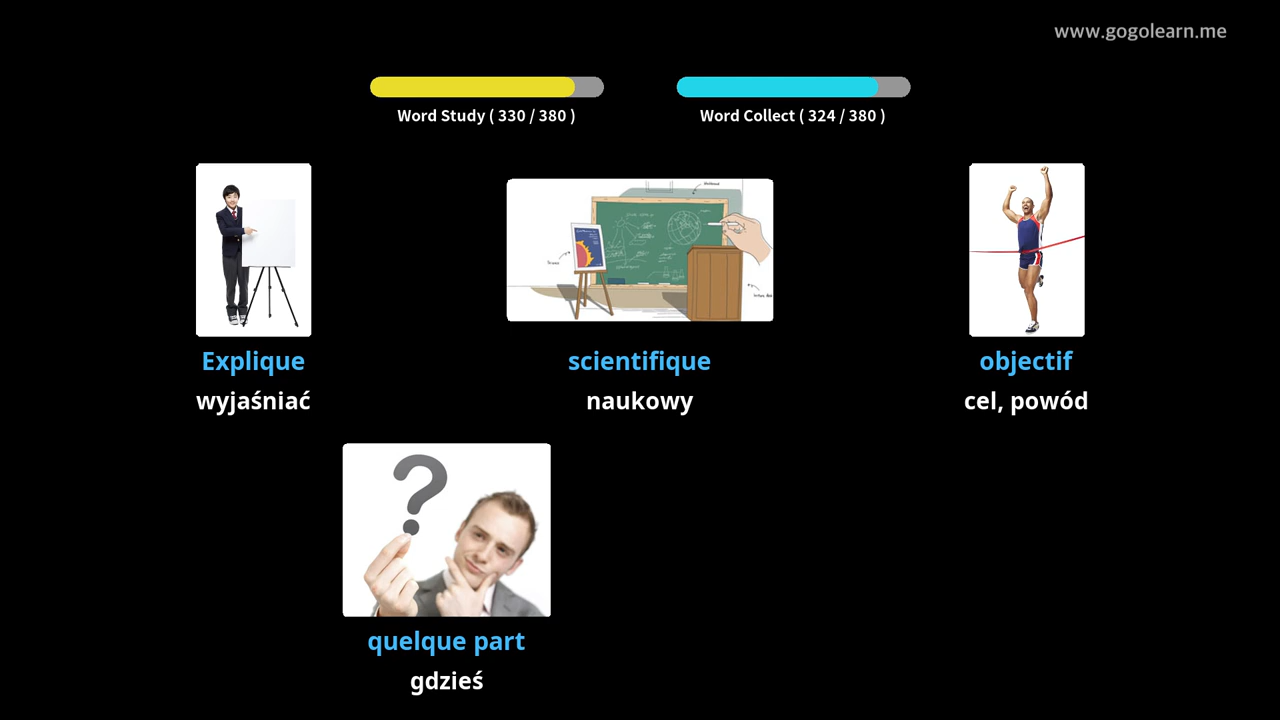 www.gogolearn.me
Word Study ( 330 / 380 )
Word Collect ( 324 / 380 )
Explique
wyjaśniać
scientifique
naukowy
objectif
cel, powód
quelque part
gdzieś